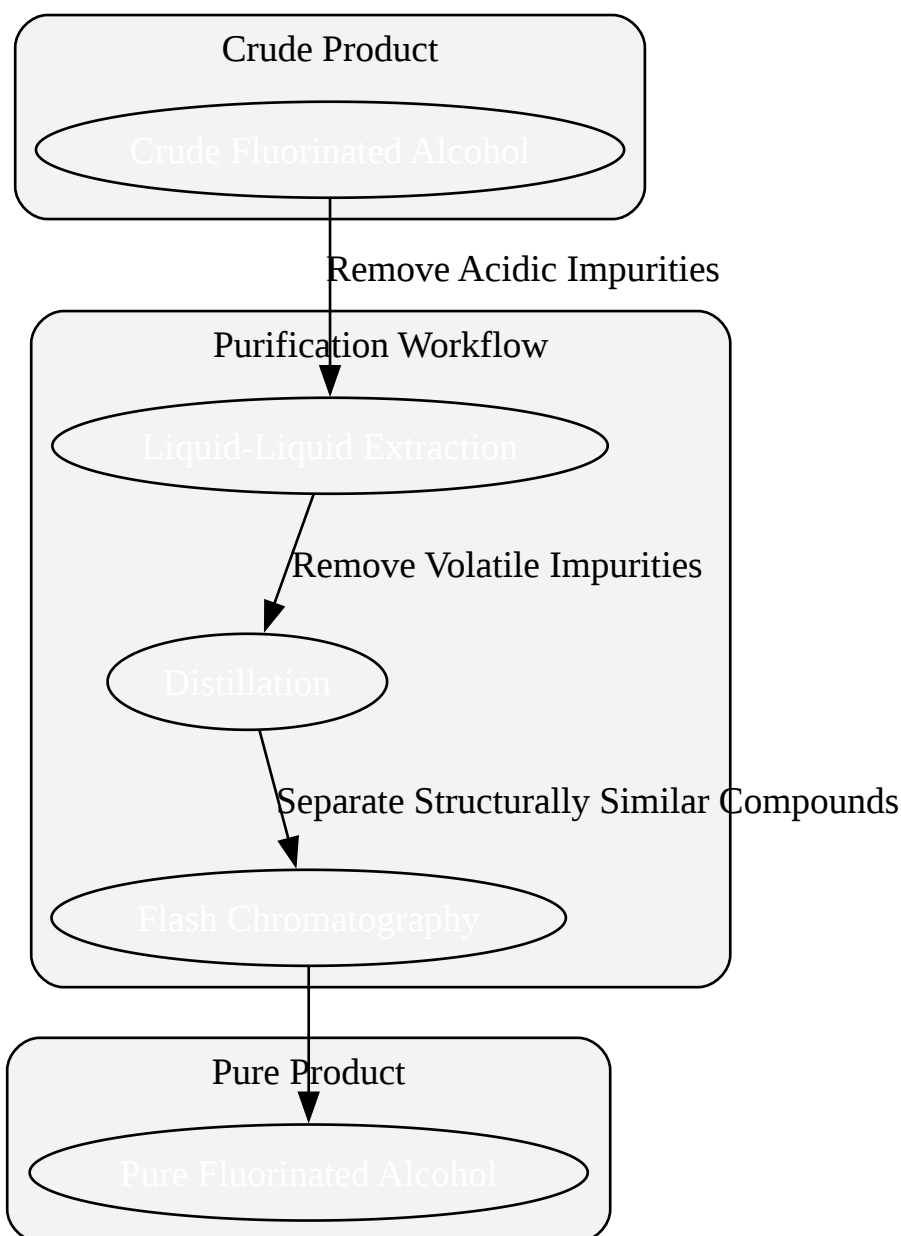 Crude Product
Crude Fluorinated Alcohol
Remove Acidic Impurities
Purification Workflow
Liquid-Liquid Extraction
Remove Volatile Impurities
Distillation
Separate Structurally Similar Compounds
Flash Chromatography
Pure Product
Pure Fluorinated Alcohol